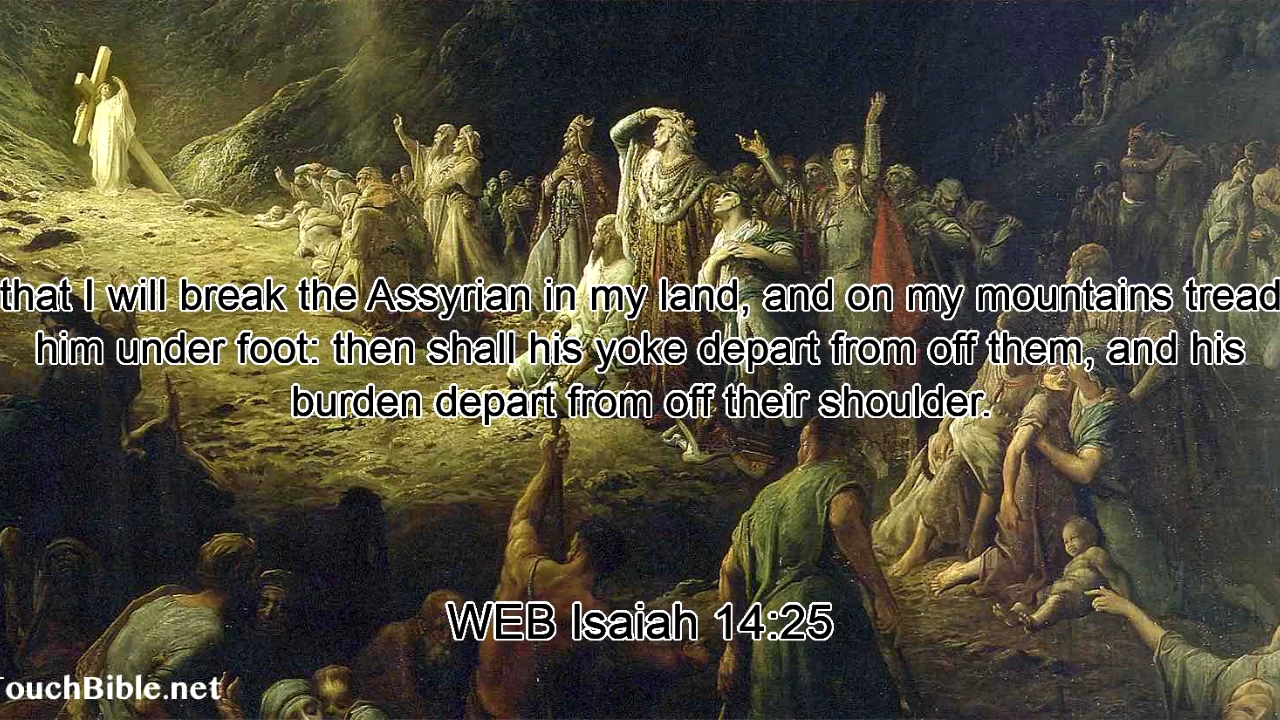 that I will break the Assyrian in my land, and on my mountains tread
him under foot: then shall his yoke depart from off them, and his
burden depart from off their shoulder.
WEB Isaiah 14:25
TouchBible.net